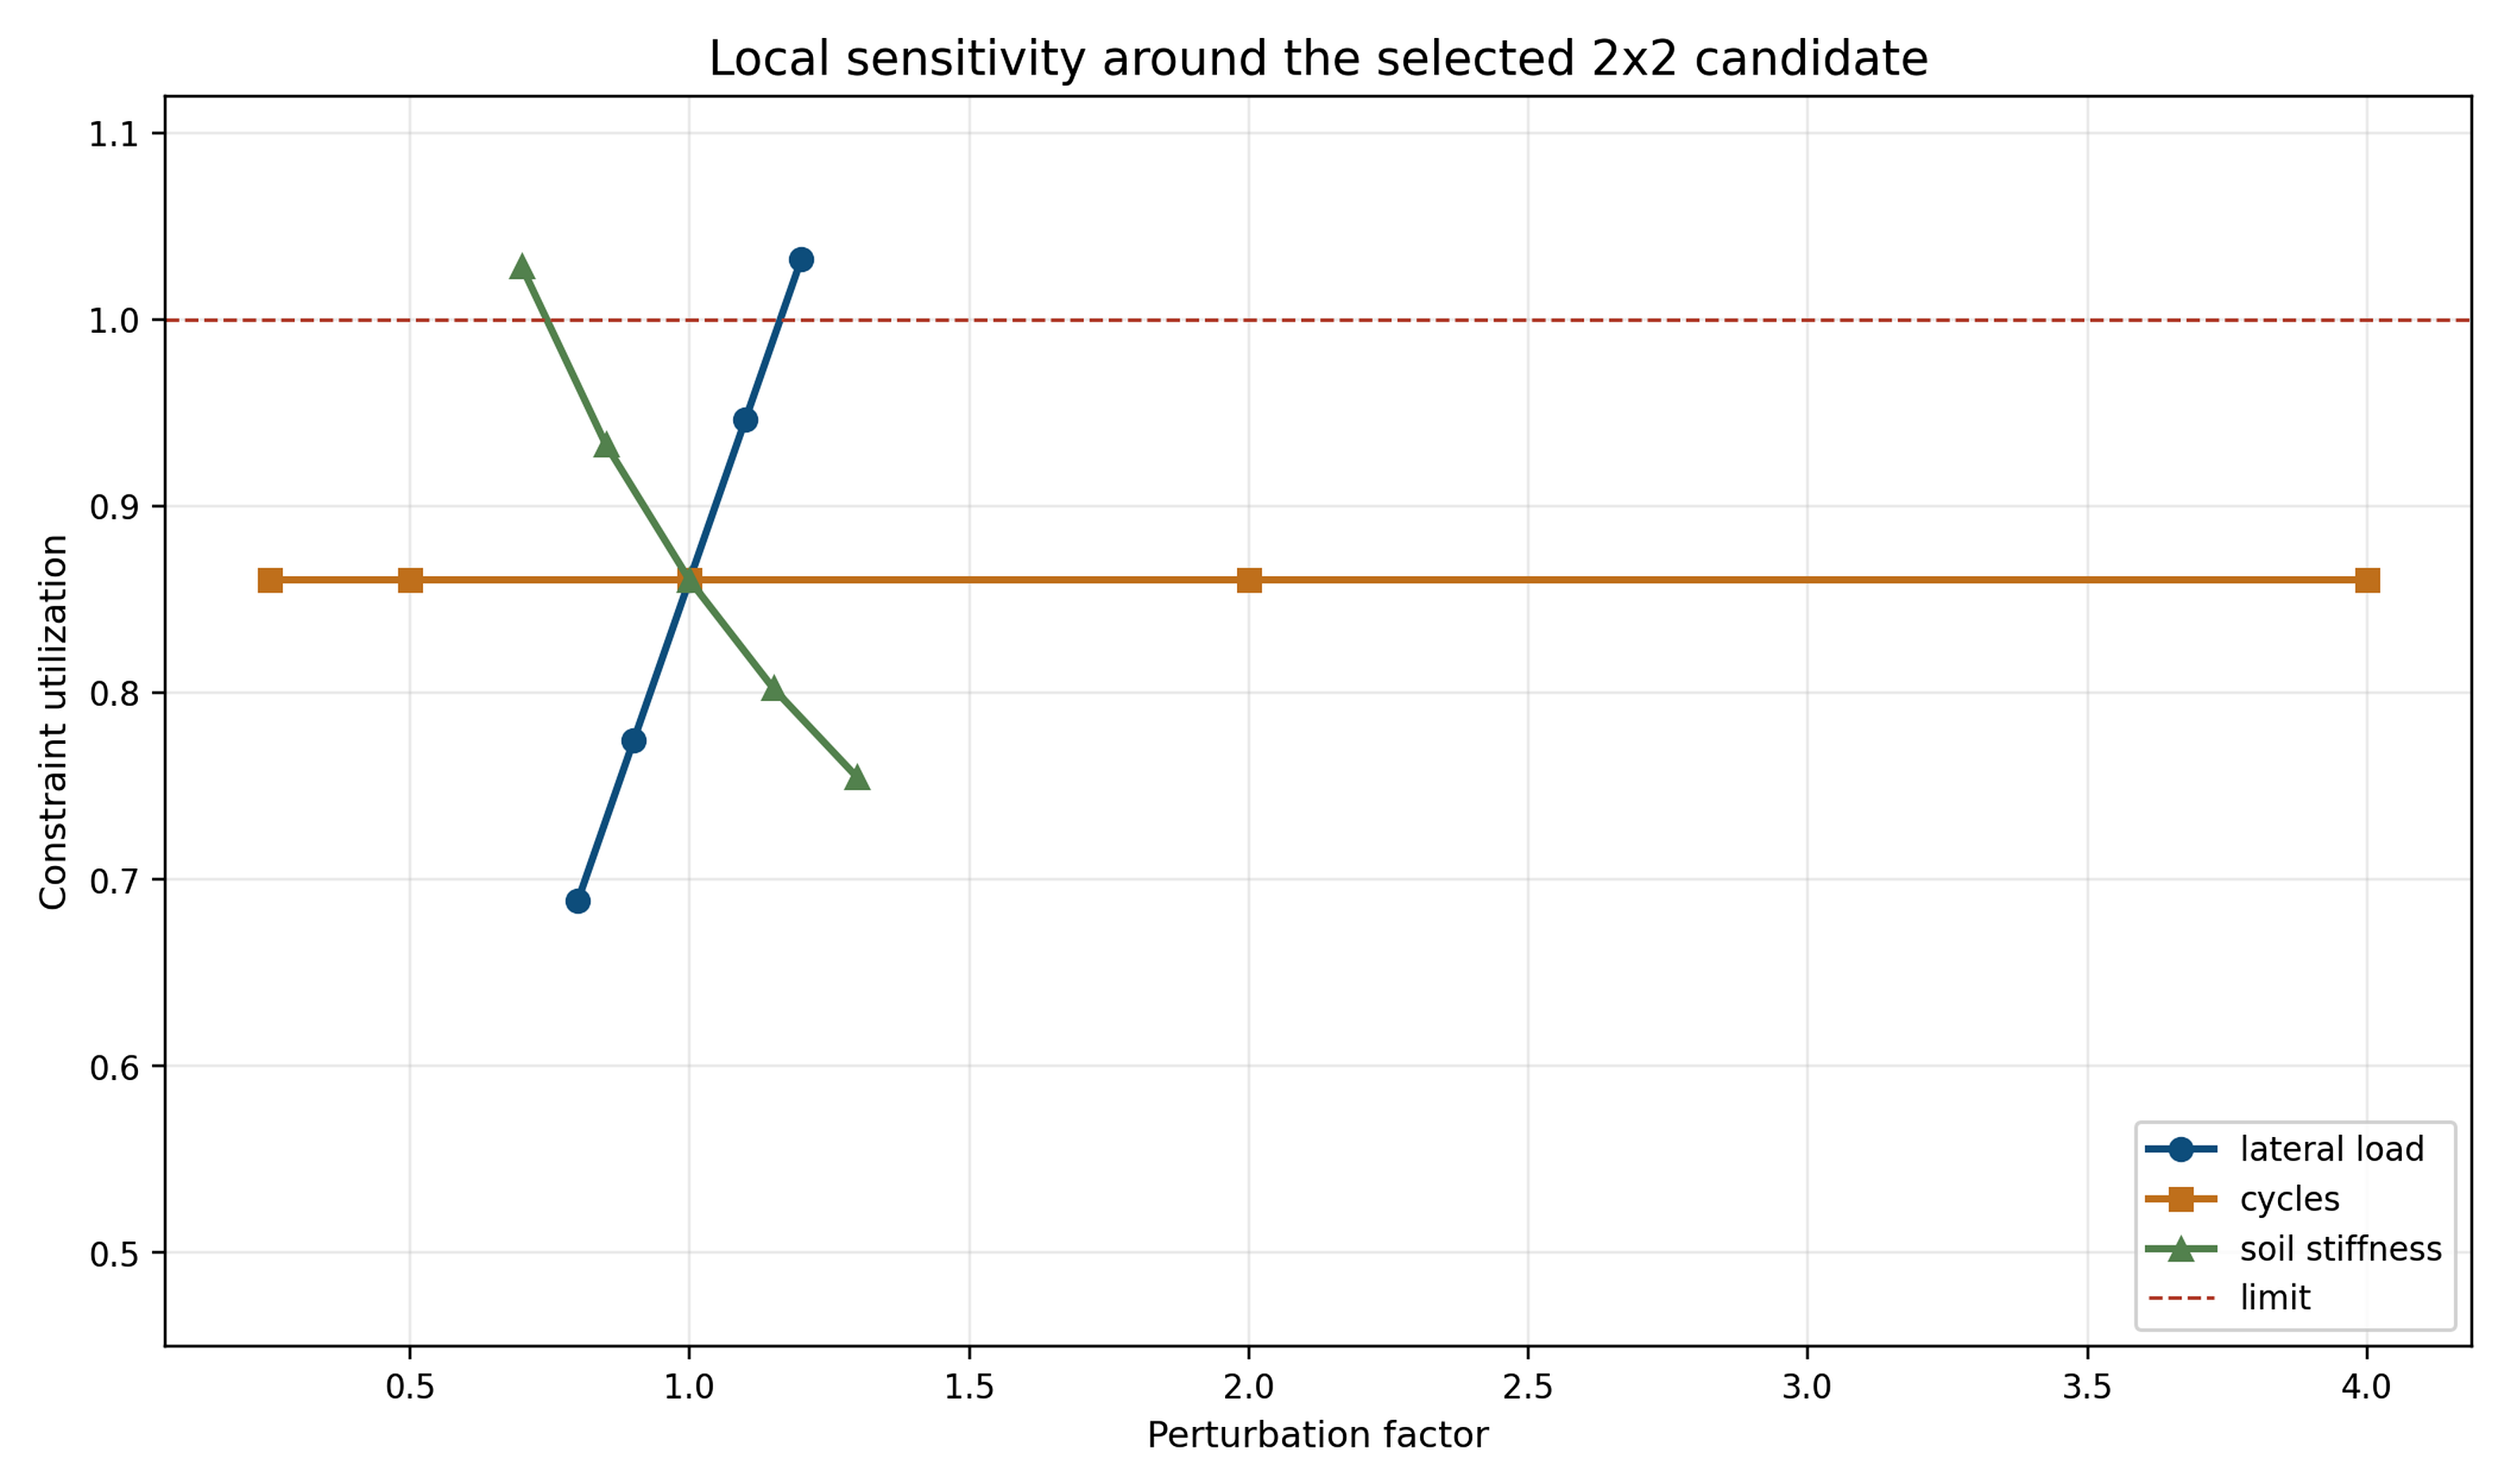 Local sensitivity around the selected 2x2 candidate
1.1
1.0
0.9
0.8
0.7
0.6
0.5
Constraint utilization
0.5 1.0 1.5 2.0 2.5 3.0 3.5 4.0
Perturbation factor
lateral load
cycles
soil stiffness
limit